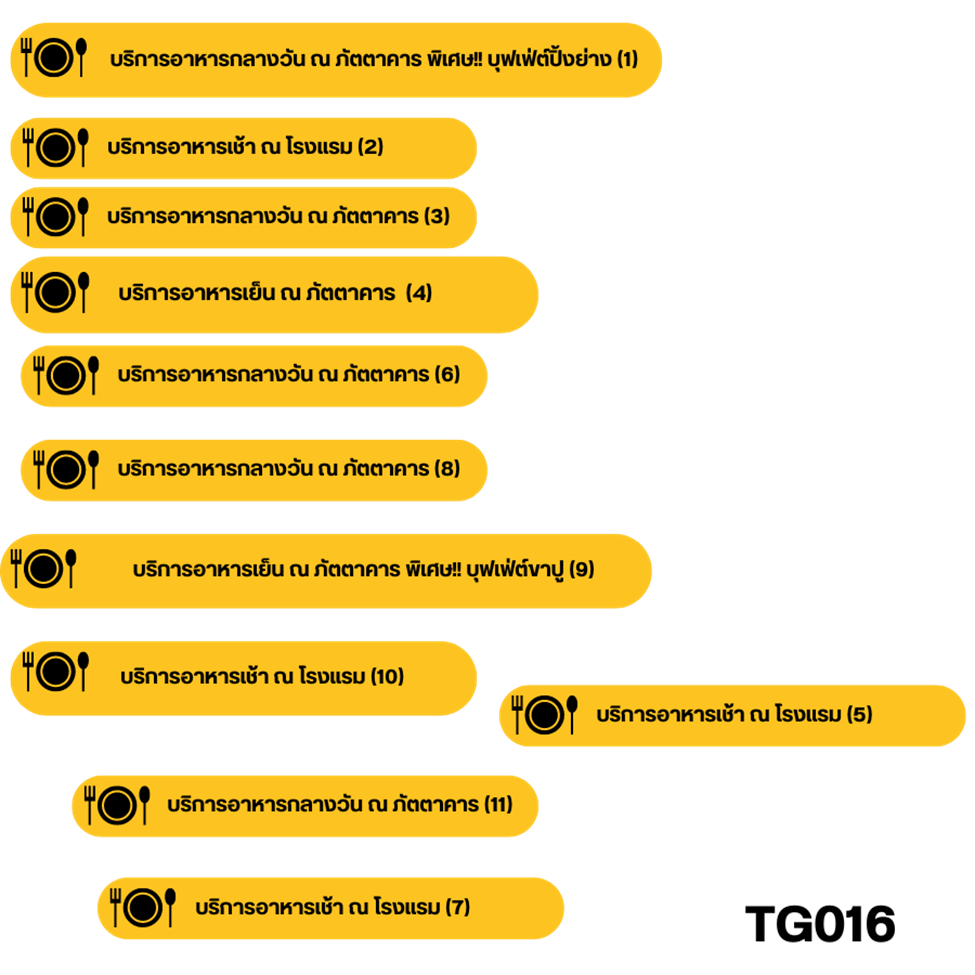 บริการอาหารกลางวัน ณ ภัตตาคาร พิเศษ!! บุฟเฟ่ต์ปิ้งย่าง (1)
บริการอาหารเช้า ณ โรงแรม (2)
บริการอาหารกลางวัน ณ ภัตตาคาร (3)
บริการอาหารเย็น ณ ภัตตาคาร (4)
บริการอาหารกลางวัน ณ ภัตตาคาร (6)
บริการอาหารกลางวัน ณ ภัตตาคาร (8)
บริการอาหารเย็น ณ ภัตตาคาร พิเศษ!! บุฟเฟ่ต์ขาปู (9)
บริการอาหารเช้า ณ โรงแรม (10)
บริการอาหารเช้า ณ โรงแรม (5)
บริการอาหารกลางวัน ณ ภัตตาคาร (11)
บริการอาหารเช้า ณ โรงแรม (7)
TG016